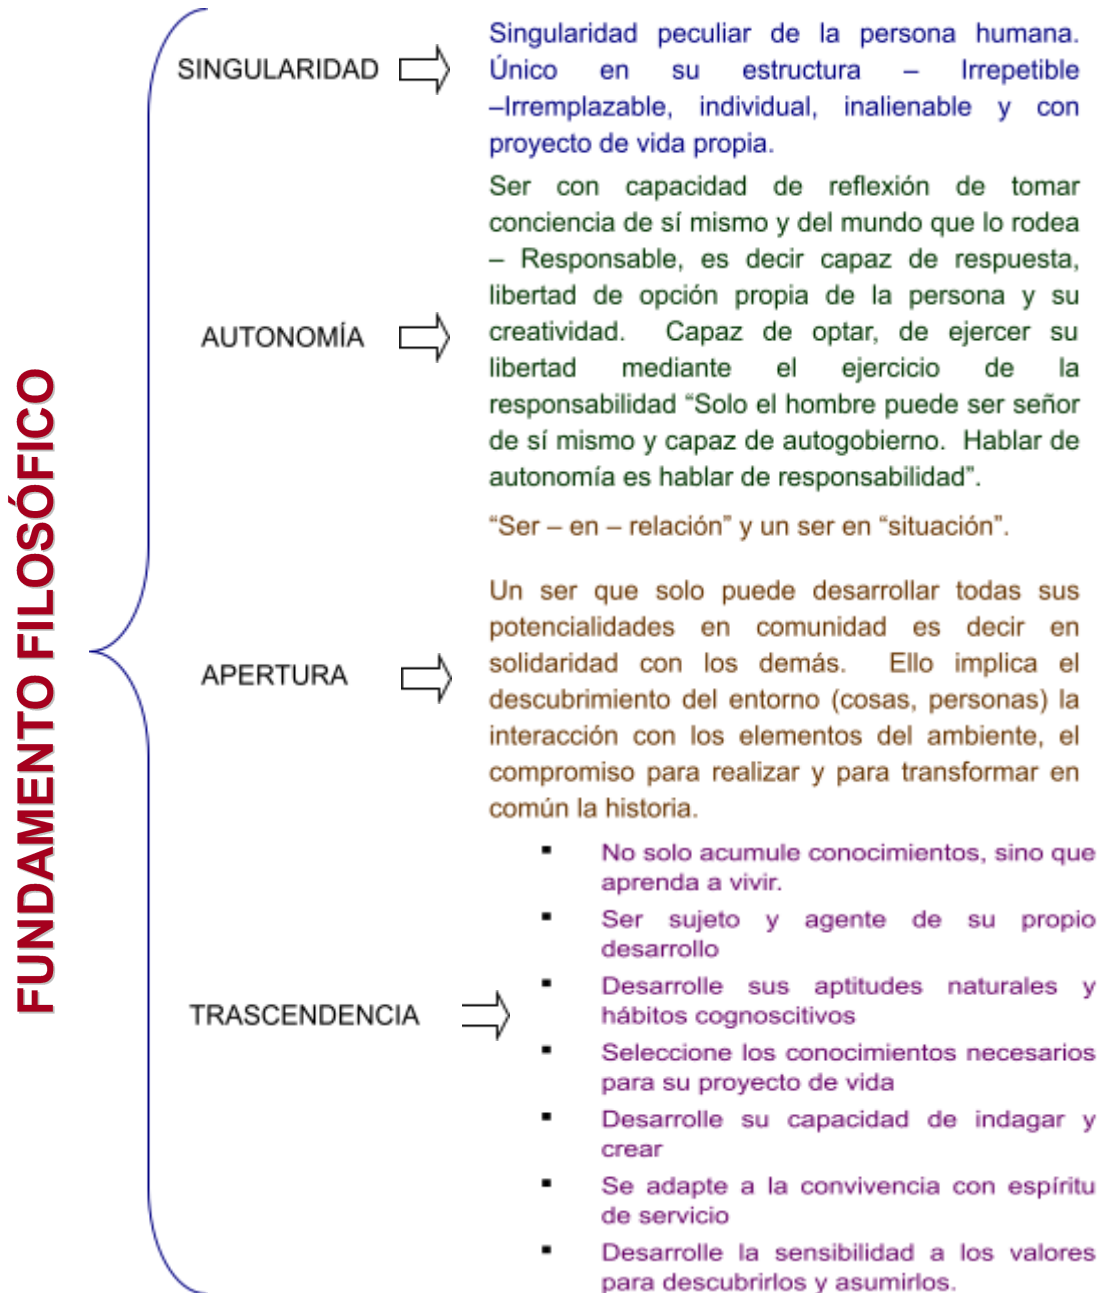 FUNDAMENTO FILOSÓFICO
SINGULARIDAD
Singularidad peculiar de la persona humana.
Único en su estructura – Irrepetible
–Irremplazable, individual, inalienable y con
proyecto de vida propia.
AUTONOMÍA
Ser con capacidad de reflexión de tomar
conciencia de sí mismo y del mundo que lo rodea
– Responsable, es decir capaz de respuesta,
libertad de opción propia de la persona y su
creatividad. Capaz de optar, de ejercer su
libertad mediante el ejercicio de la
responsabilidad “Solo el hombre puede ser señor
de sí mismo y capaz de autogobierno. Hablar de
autonomía es hablar de responsabilidad”.
APERTURA
“Ser – en – relación” y un ser en “situación”.
Un ser que solo puede desarrollar todas sus
potencialidades en comunidad es decir en
solidaridad con los demás. Ello implica el
descubrimiento del entorno (cosas, personas) la
interacción con los elementos del ambiente, el
compromiso para realizar y para transformar en
común la historia.
TRASCENDENCIA
▪ No solo acumule conocimientos, sino que
aprenda a vivir.
▪ Ser sujeto y agente de su propio
desarrollo
▪ Desarrolle sus aptitudes naturales y
hábitos cognoscitivos
▪ Seleccione los conocimientos necesarios
para su proyecto de vida
▪ Desarrolle su capacidad de indagar y
crear
▪ Se adapte a la convivencia con espíritu
de servicio
▪ Desarrolle la sensibilidad a los valores
para descubrirlos y asumirlos.